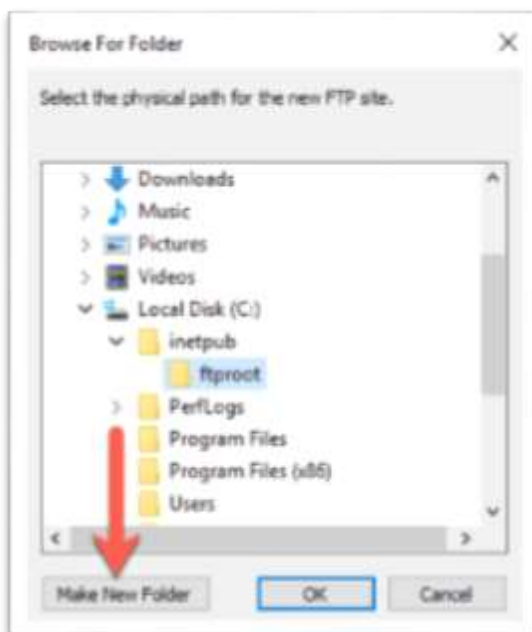 Browse For Folder
Select the physical path for the new FTP site.
Downloads
Music
Pictures
Videos
Local Disk (C:)
inetpub
ftproot
PerfLogs
Program Files
Program Files (x86)
Users
Make New Folder OK Cancel